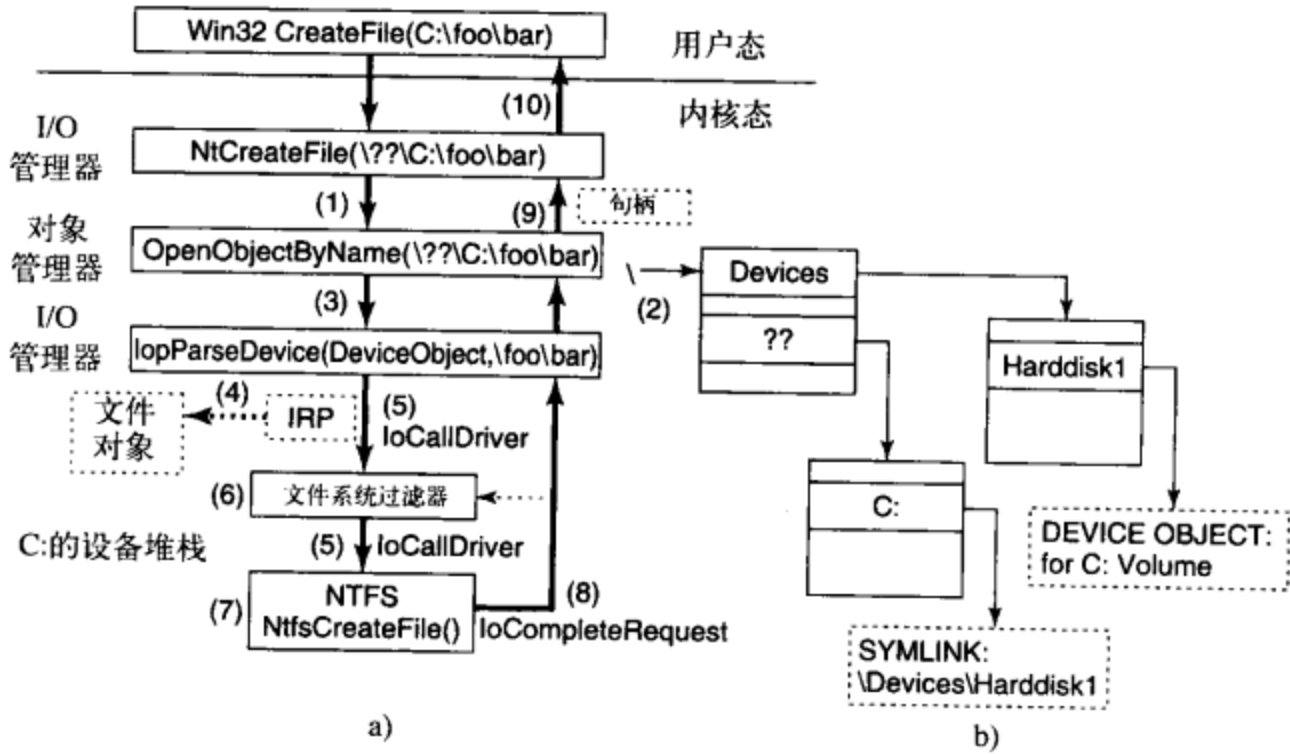 Win32 CreateFile(C:\foo\bar)
用户态
(10)
内核态
I/O
管理器
NtCreateFile(\??\C:\foo\bar)
(1)
(9)
句柄
对象
管理器
OpenObjectByName(\??\C:\foo\bar)
\
(2)
Devices
??
(3)
I/O
管理器
IopParseDevice(DeviceObject,\foo\bar)
Harddisk1
(4)
文件
对象
IRP
(5)
IoCallDriver
(6)
文件系统过滤器
C:
C:的设备堆栈
(5)
IoCallDriver
DEVICE OBJECT:
for C: Volume
(7)
NTFS
NtfsCreateFile()
(8)
IoCompleteRequest
SYMLINK:
\Devices\Harddisk1
a)
b)